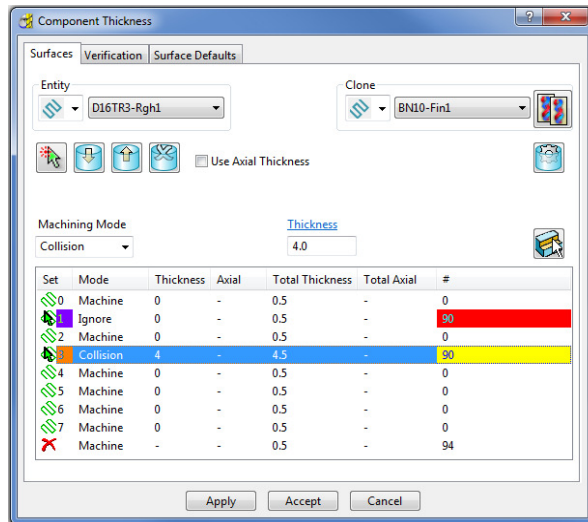 Component Thickness
Surfaces Verification Surface Defaults
Entity Clone
D16TR3-Rgh1 BN10-Fin1
Use Axial Thickness
Machining Mode Thickness
Collision 4.0
Set Mode Thickness Axial Total Thickness Total Axial #
0 Machine 0 - 0.5 - 0
1 Ignore 0 - 0.5 - 90
2 Machine 0 - 0.5 - 0
3 Collision 4 - 4.5 - 90
4 Machine 0 - 0.5 - 0
5 Machine 0 - 0.5 - 0
6 Machine 0 - 0.5 - 0
7 Machine 0 - 0.5 - 0
Machine - - 0.5 - 94
Apply Accept Cancel